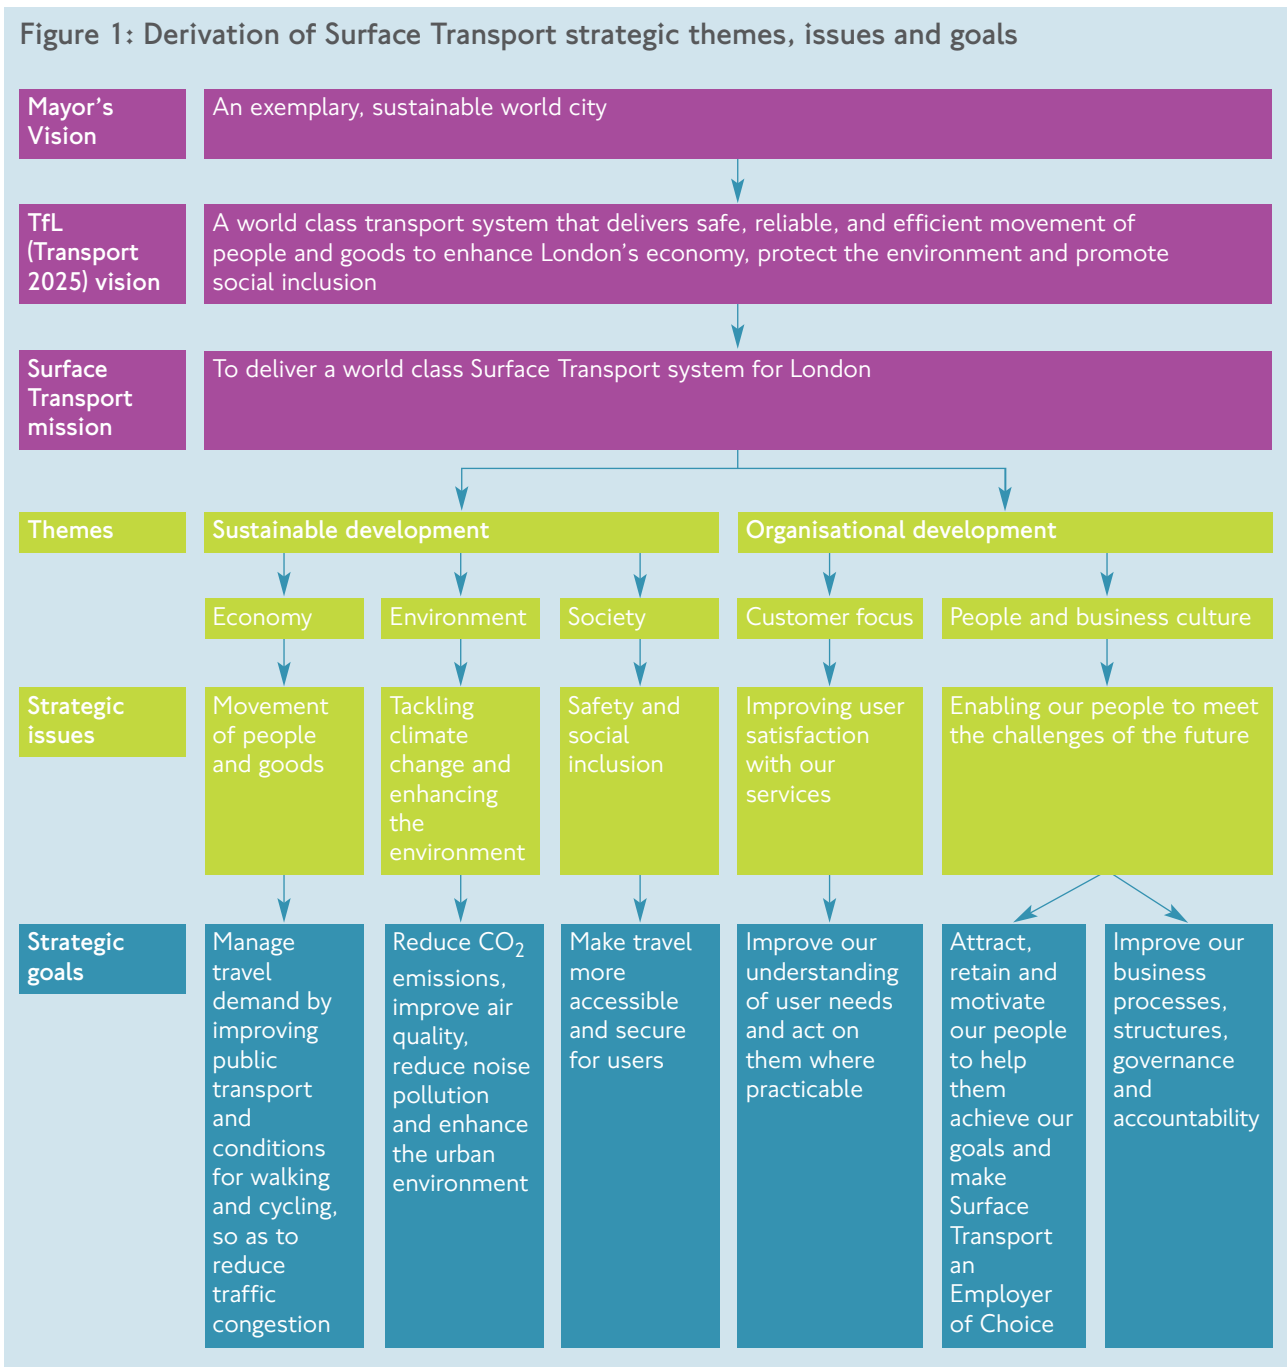 Figure 1: Derivation of Surface Transport strategic themes, issues and goals
Mayor's
Vision
An exemplary, sustainable world city
TfL
(Transport
2025) vision
A world class transport system that delivers safe, reliable, and efficient movement of
people and goods to enhance London's economy, protect the environment and promote
social inclusion
Surface
Transport
mission
To deliver a world class Surface Transport system for London
Themes
Sustainable development
Organisational development
Economy
Environment
Society
Customer focus
People and business culture
Strategic
issues
Movement
of people
and goods
Tackling
climate
change and
enhancing
the
environment
Safety and
social
inclusion
Improving user
satisfaction
with our
services
Enabling our people to meet
the challenges of the future
Strategic
goals
Manage
travel
demand by
improving
public
transport
and
conditions
for walking
and cycling,
so as to
reduce
traffic
congestion
Reduce CO₂
emissions,
improve air
quality,
reduce noise
pollution
and enhance
the urban
environment
Make travel
more
accessible
and secure
for users
Improve our
understanding
of user needs
and act on
them where
practicable
Attract,
retain and
motivate
our people
to help
them
achieve our
goals and
make
Surface
Transport
an
Employer
of Choice
Improve our
business
processes,
structures,
governance
and
accountability